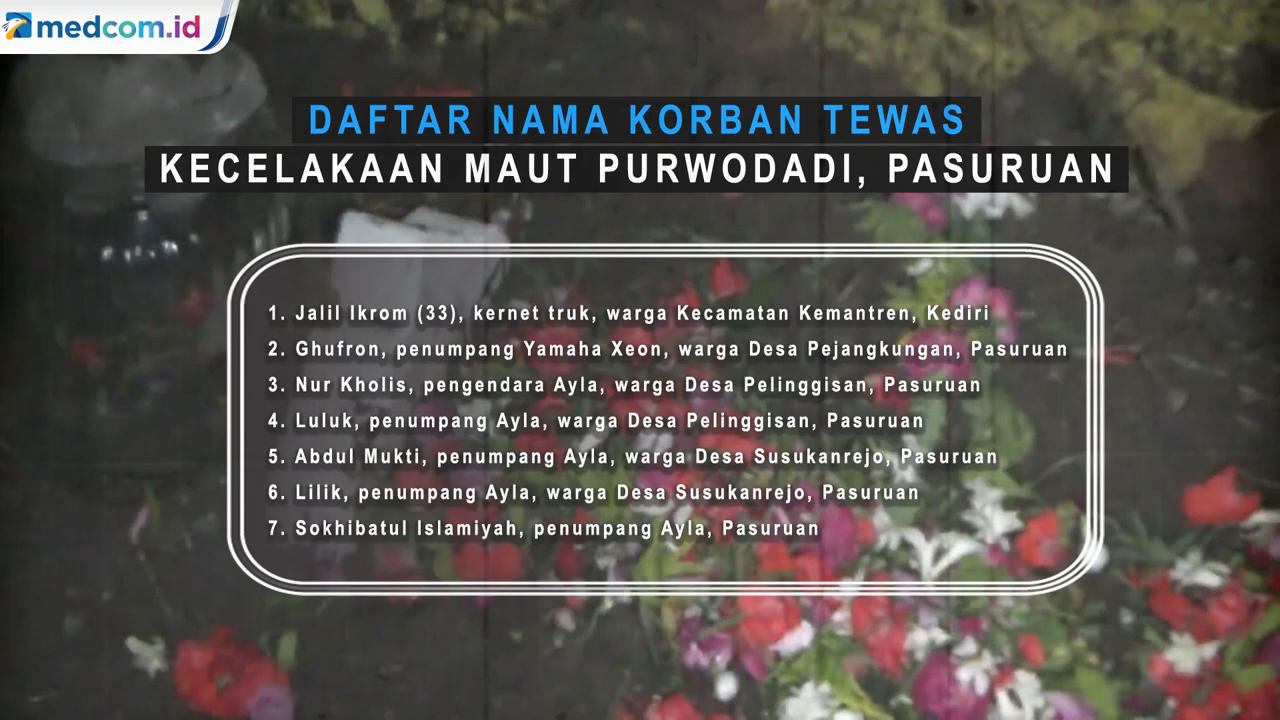 medcom.id
DAFTAR NAMA KORBAN TEWAS
KECELAKAAN MAUT PURWODADI, PASURUAN
1. Jalil Ikrom (33), kernet truk, warga Kecamatan Kemantren, Kediri
2. Ghufron, penumpang Yamaha Xeon, warga Desa Pejangkungan, Pasuruan
3. Nur Kholis, pengendara Ayla, warga Desa Pelinggisan, Pasuruan
4. Luluk, penumpang Ayla, warga Desa Pelinggisan, Pasuruan
5. Abdul Mukti, penumpang Ayla, warga Desa Susukanrejo, Pasuruan
6. Lilik, penumpang Ayla, warga Desa Susukanrejo, Pasuruan
7. Sokhibatul Islamiyah, penumpang Ayla, Pasuruan